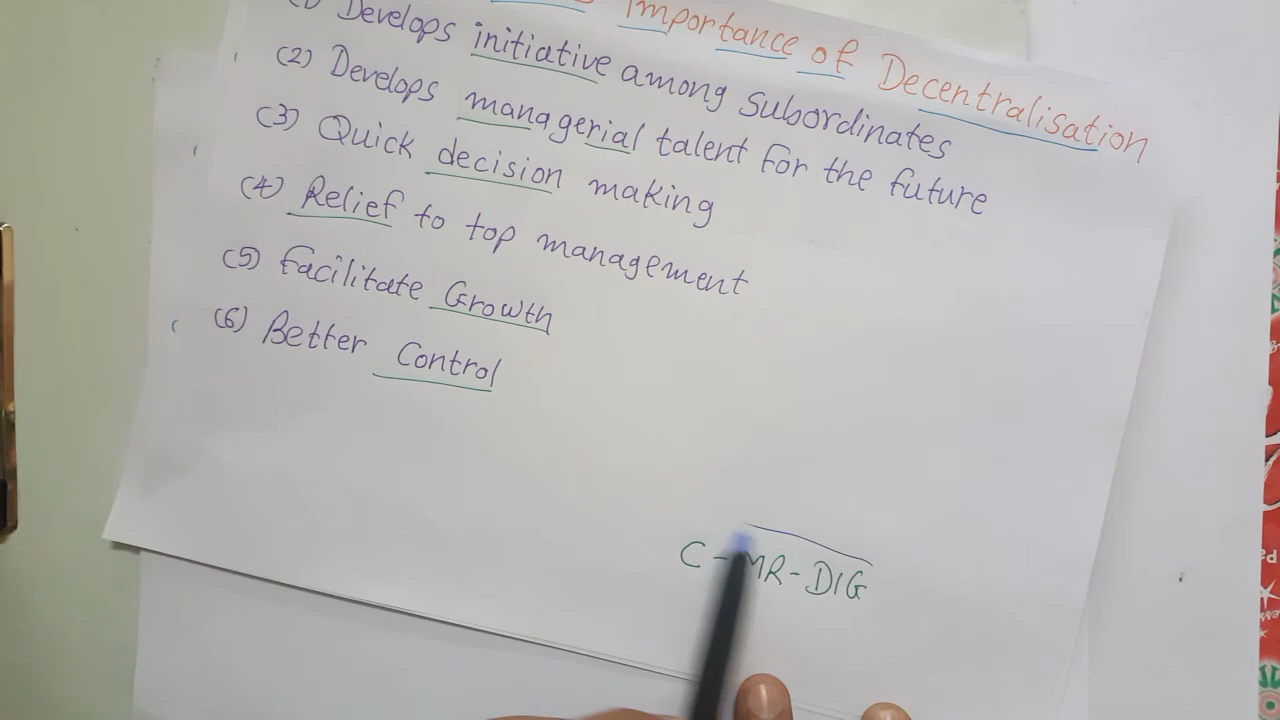 Importance of Decentralisation
Develops initiative among subordinates
(2) Develops managerial talent for the future
(3) Quick decision making
(4) Relief to top management
(5) Facilitate Growth
(6) Better Control
C-MR-DIG